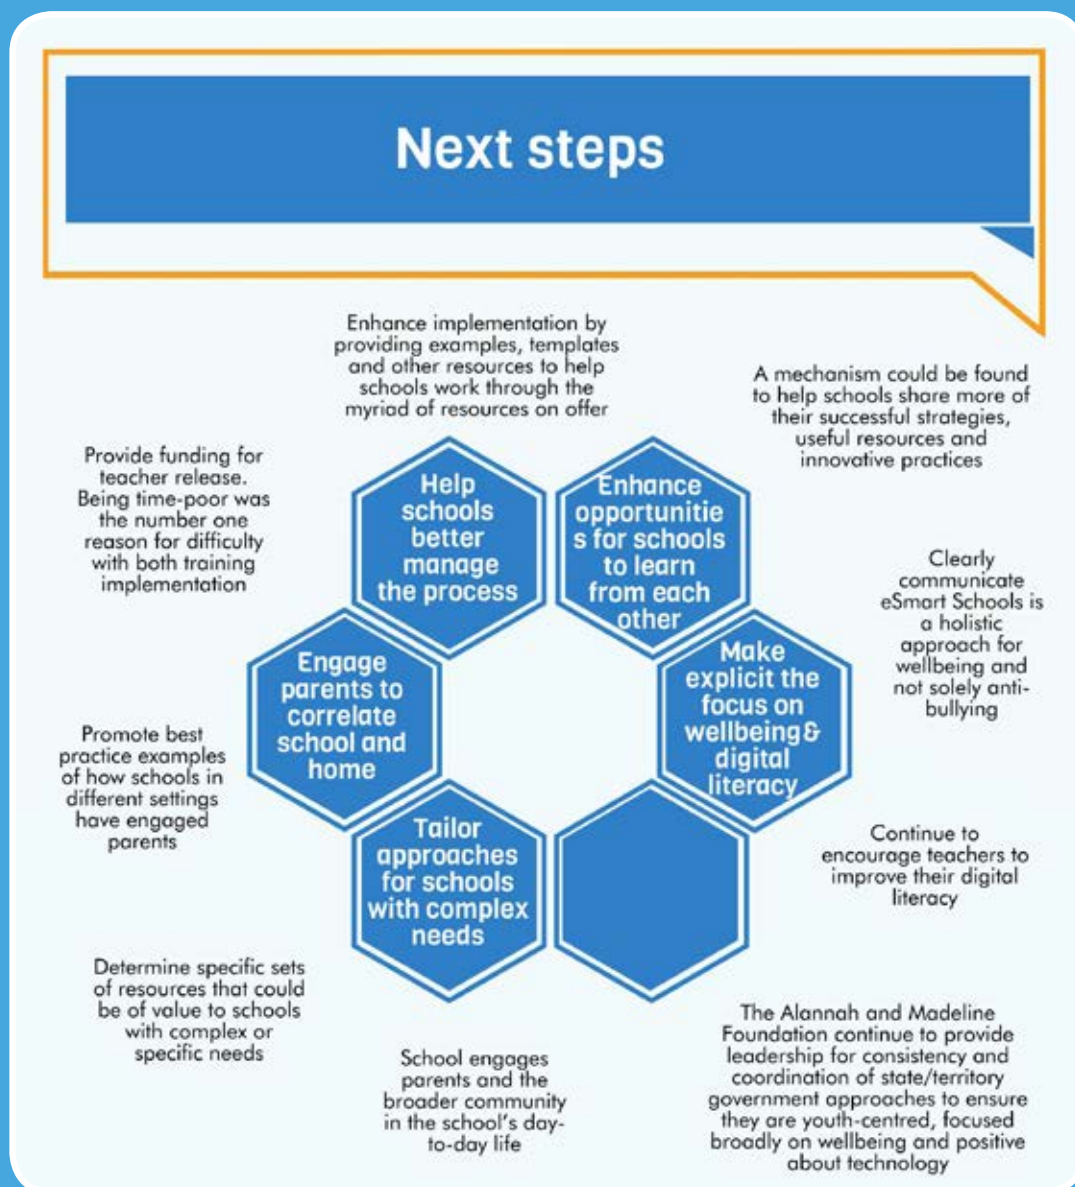 Next steps
Enhance implementation by
providing examples, templates
and other resources to help
schools work through the
myriad of resources on offer
A mechanism could be found
to help schools share more of
their successful strategies,
useful resources and
innovative practices
Provide funding for
teacher release.
Being time-poor was
the number one
reason for difficulty
with both training
implementation
Help
schools
better
manage
the process
Enhance
opportunitie
s for schools
to learn
from each
other
Clearly
communicate
eSmart Schools is
a holistic
approach for
wellbeing and
not solely anti-
bullying
Engage
parents to
correlate
school and
home
Make
explicit the
focus on
wellbeing&
digital
literacy
Promote best
practice examples
of how schools in
different settings
have engaged
parents
Tailor
approaches
for schools
with complex
needs
Continue to
encourage teachers to
improve their digital
literacy
Determine specific sets
of resources that could
be of value to schools
with complex or
specific needs
School engages
parents and the
broader community
in the school's day-
to-day life
The Alannah and Madeline
Foundation continue to provide
leadership for consistency and
coordination of state/territory
government approaches to ensure
they are youth-centred, focused
broadly on wellbeing and positive
about technology